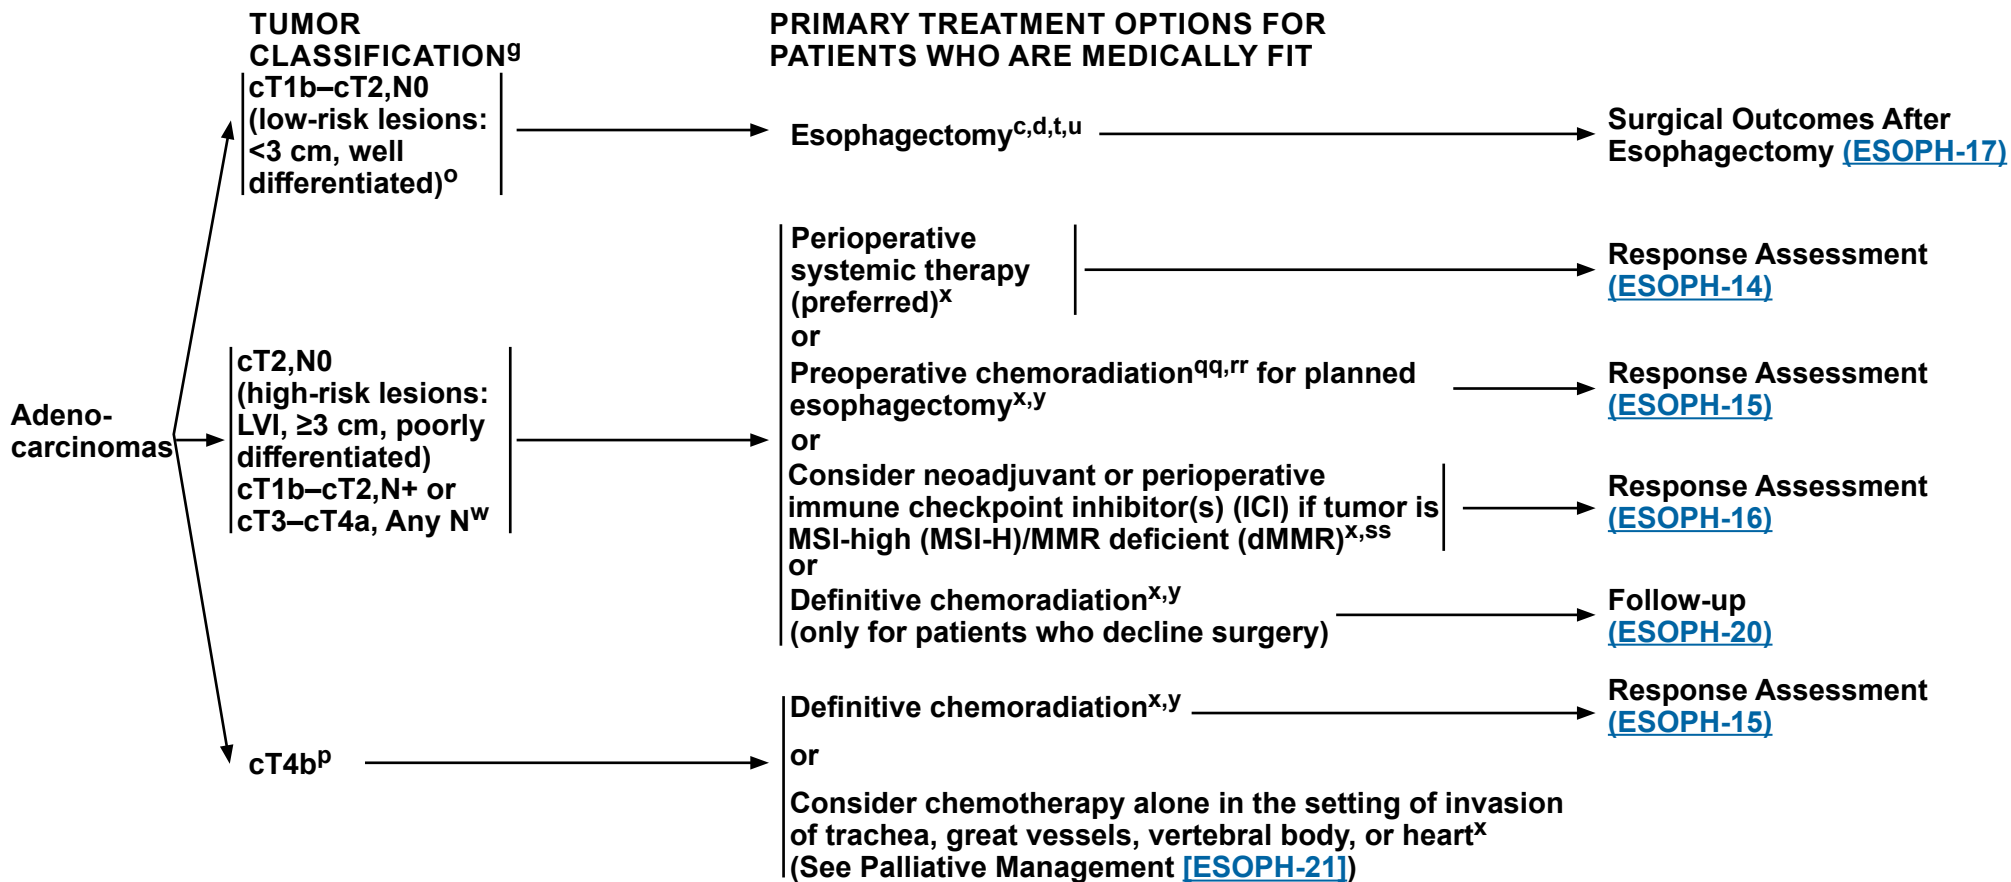 TUMOR
CLASSIFICATIONg
PRIMARY TREATMENT OPTIONS FOR
PATIENTS WHO ARE MEDICALLY FIT
Adeno-
carcinomas
cT1b–cT2,N0
(low-risk lesions:
<3 cm, well
differentiated)o
Esophagectomyc,d,t,u
Surgical Outcomes After
Esophagectomy (ESOPH-17)
cT2,N0
(high-risk lesions:
LVI, ≥3 cm, poorly
differentiated)
cT1b–cT2,N+ or
cT3–cT4a, Any Nw
Perioperative
systemic therapy
(preferred)x
Response Assessment
(ESOPH-14)
or
Preoperative chemoradiationqq,rr for planned
esophagectomyx,y
Response Assessment
(ESOPH-15)
or
Consider neoadjuvant or perioperative
immune checkpoint inhibitor(s) (ICI) if tumor is
MSI-high (MSI-H)/MMR deficient (dMMR)x,ss
Response Assessment
(ESOPH-16)
or
Definitive chemoradiationx,y
(only for patients who decline surgery)
Follow-up
(ESOPH-20)
cT4bp
Definitive chemoradiationx,y
Response Assessment
(ESOPH-15)
or
Consider chemotherapy alone in the setting of invasion
of trachea, great vessels, vertebral body, or heartx
(See Palliative Management [ESOPH-21])